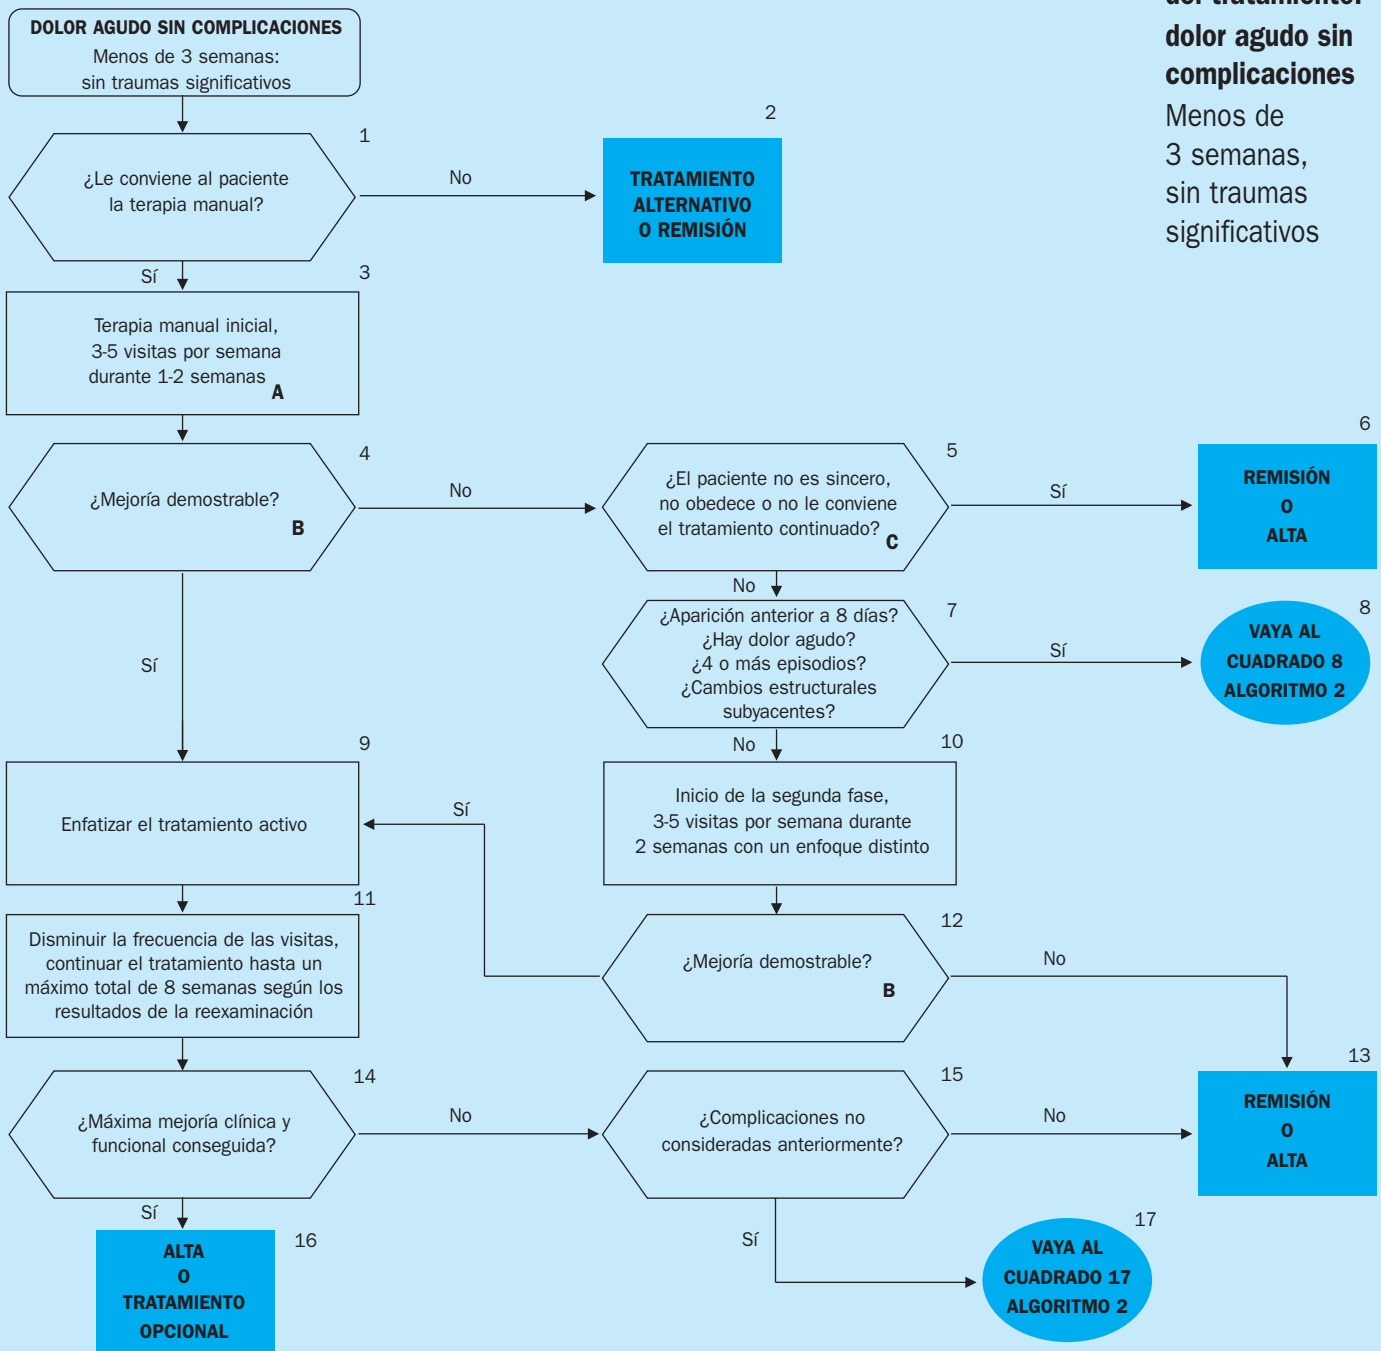 del tratamiento:
dolor agudo sin
complicaciones
Menos de
3 semanas,
sin traumas
significativos
DOLOR AGUDO SIN COMPLICACIONES
Menos de 3 semanas:
sin traumas significativos
1
¿Le conviene al paciente
la terapia manual?
No
2
TRATAMIENTO
ALTERNATIVO
O REMISIÓN
Sí
3
Terapia manual inicial,
3-5 visitas por semana
durante 1-2 semanas
A
4
¿Mejoría demostrable?
B
No
5
¿El paciente no es sincero,
no obedece o no le conviene
el tratamiento continuado?
C
Sí
6
REMISIÓN
O
ALTA
No
7
¿Aparición anterior a 8 días?
¿Hay dolor agudo?
¿4 o más episodios?
¿Cambios estructurales
subyacentes?
Sí
8
VAYA AL
CUADRADO 8
ALGORITMO 2
Sí
No
9
Enfatizar el tratamiento activo
Sí
10
Inicio de la segunda fase,
3-5 visitas por semana durante
2 semanas con un enfoque distinto
11
Disminuir la frecuencia de las visitas,
continuar el tratamiento hasta un
máximo total de 8 semanas según los
resultados de la reexaminación
12
¿Mejoría demostrable?
B
No
13
REMISIÓN
O
ALTA
14
¿Máxima mejoría clínica y
funcional conseguida?
No
15
¿Complicaciones no
consideradas anteriormente?
No
Sí
16
ALTA
O
TRATAMIENTO
OPCIONAL
Sí
17
VAYA AL
CUADRADO 17
ALGORITMO 2